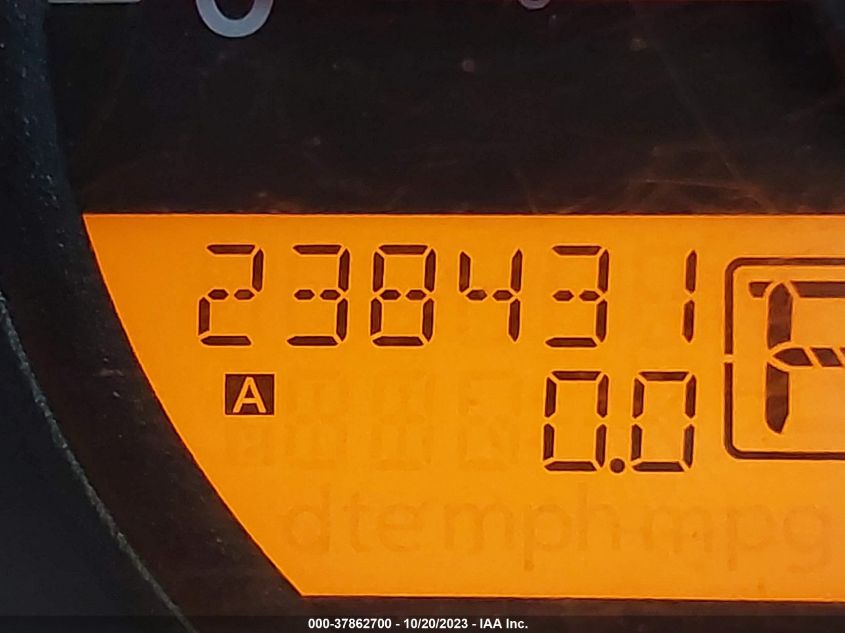 238431
A 0.0
dte mph mpg
000-37862700 - 10/20/2023 - IAA Inc.